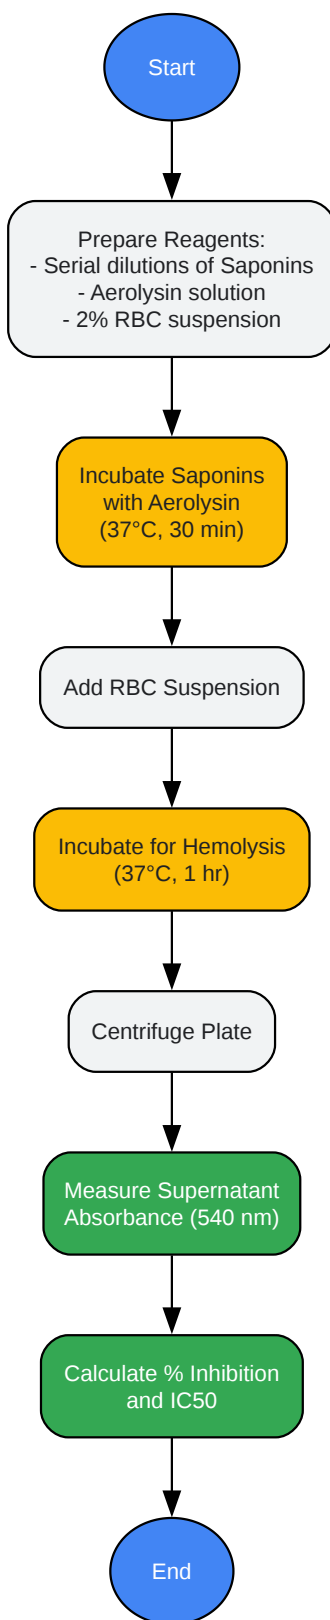 Start
Prepare Reagents:
- Serial dilutions of Saponins
- Aerolysin solution
- 2% RBC suspension
Incubate Saponins
with Aerolysin
(37°C, 30 min)
Add RBC Suspension
Incubate for Hemolysis
(37°C, 1 hr)
Centrifuge Plate
Measure Supernatant
Absorbance (540 nm)
Calculate % Inhibition
and IC50
End